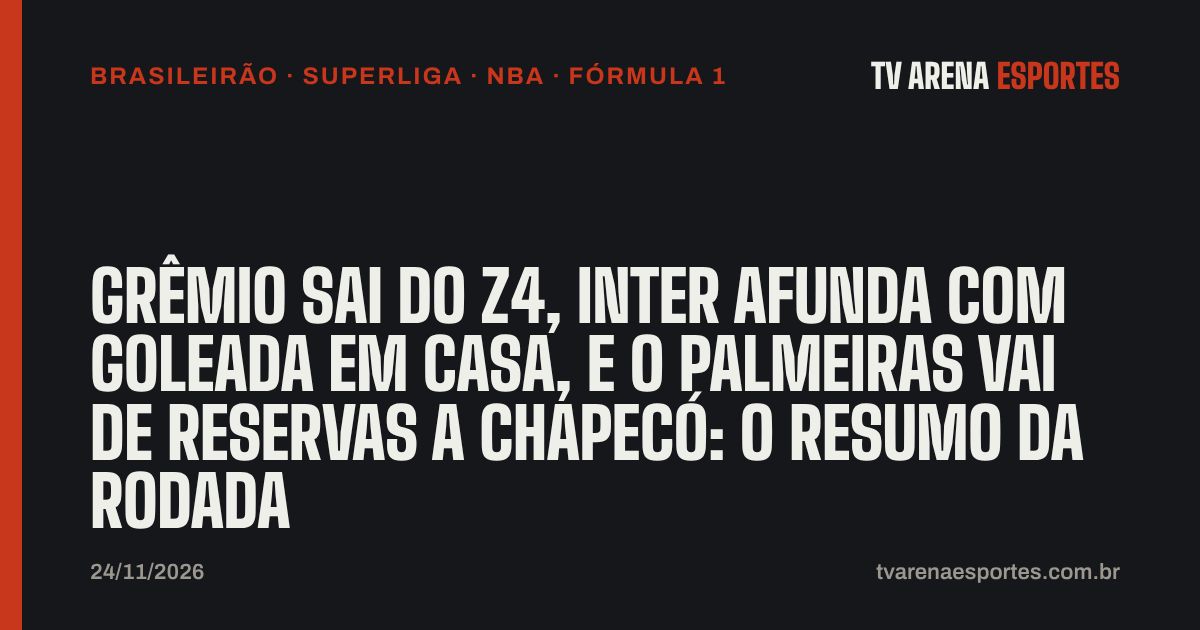 BRASILEIRÃO · SUPERLIGA · NBA · FÓRMULA 1
TV ARENA ESPORTES
GRÊMIO SAI DO Z4, INTER AFUNDA COM
GOLEADA EM CASA, E O PALMEIRAS VAI
DE RESERVAS A CHAPECÓ: O RESUMO DA
RODADA
24/11/2026
tvarenaesportes.com.br